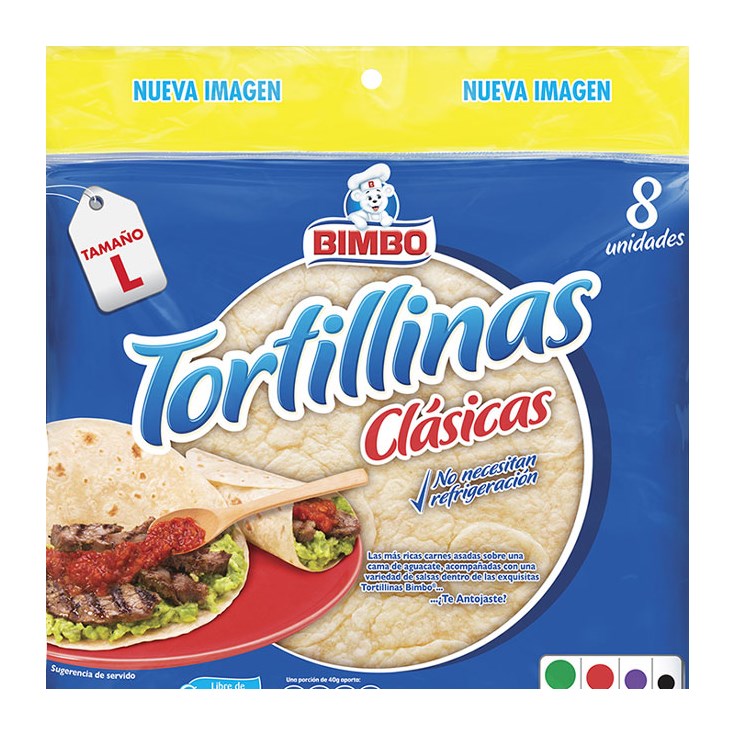 NUEVA IMAGEN
NUEVA IMAGEN
TAMAÑO
L
BIMBO
8
unidades
Tortillinas
Clásicas
No necesitan
refrigeración
Las más ricas carnes asadas sobre una
cama de aguacate, acompañadas con una
variedad de salsas dentro de las exquisitas
Tortillinas Bimbo®...
...¡Te Antojaste!
Sugerencia de servido
Libre de
Una porción de 40g aporta: